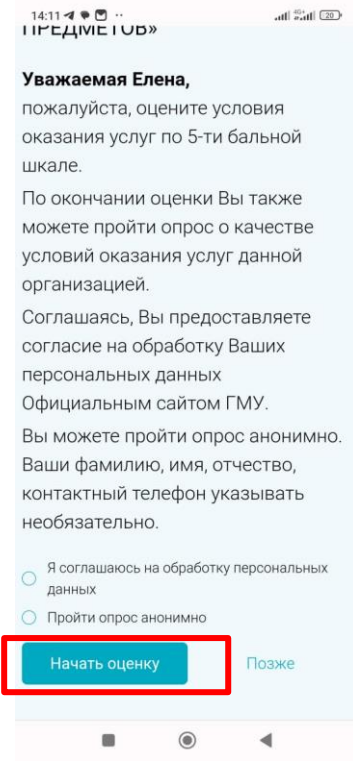 14:11
4G+
20
ПРЕДМЕТОВ»
Уважаемая Елена,
пожалуйста, оцените условия
оказания услуг по 5-ти бальной
шкале.
По окончании оценки Вы также
можете пройти опрос о качестве
условий оказания услуг данной
организацией.
Соглашаясь, Вы предоставляете
согласие на обработку Ваших
персональных данных
Официальным сайтом ГМУ.
Вы можете пройти опрос анонимно.
Ваши фамилию, имя, отчество,
контактный телефон указывать
необязательно.
Я соглашаюсь на обработку персональных
данных
Пройти опрос анонимно
Начать оценку Позже